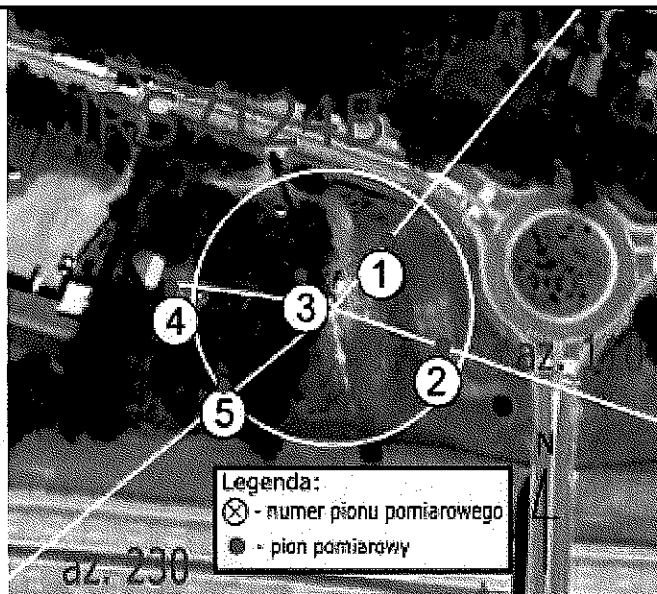 1
3
4
az. 1
2
5
N
Legenda:
⊗ - numer pionu pomiarowego
● - pion pomiarowy
az. 230